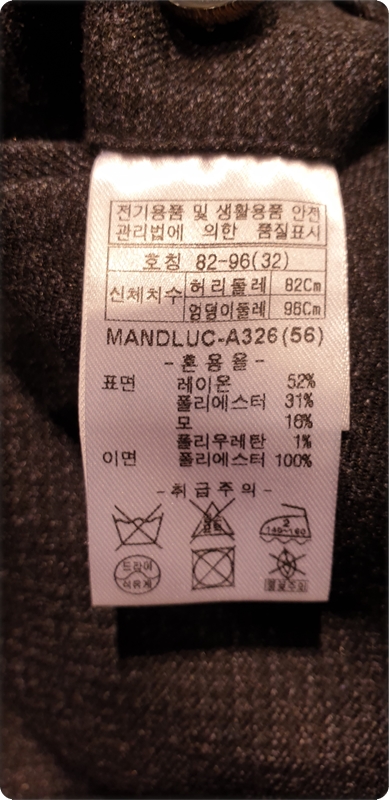 전기용품 및 생활용품 안전
관리법에 의한 품질표시
호칭 82-96(32)
신체치수 허리둘레 82Cm
엉덩이둘레 96Cm
MANDLUC-A326(56)
-혼용율-
표면 레이온 52%
폴리에스터 31%
모 16%
폴리우레탄 1%
이면 폴리에스터 100%
-취급주의-
2
140~160
드라이
석유계